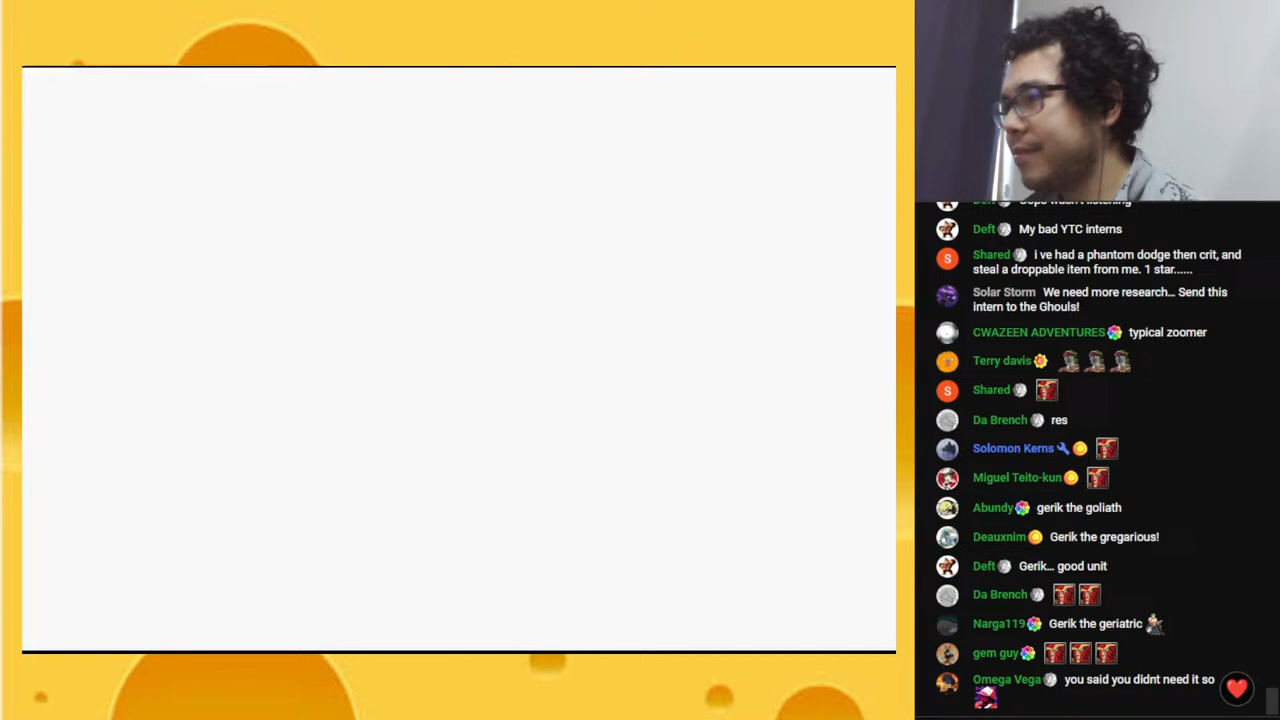 Deft Oops wasn't listening
Deft My bad YTC interns
Shared i ve had a phantom dodge then crit, and
steal a droppable item from me. 1 star......
Solar Storm We need more research... Send this
intern to the Ghouls!
CWAZEEN ADVENTURES typical zoomer
Terry davis
S Shared
Da Brench res
Solomon Kerns
Miguel Teito-kun
Abundy gerik the goliath
Deauxnim Gerik the gregarious!
Deft Gerik... good unit
Da Brench
Narga119 Gerik the geriatric
gem guy
Omega Vega you said you didnt need it so